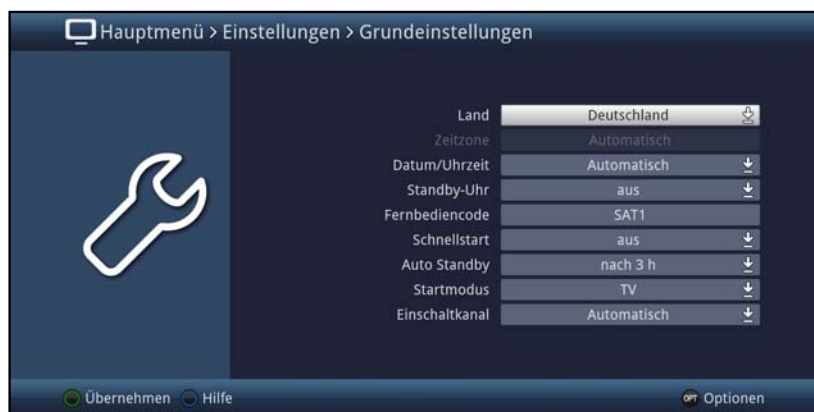 Hauptmenü > Einstellungen > Grundeinstellungen
Land Deutschland
Zeitzone Automatisch
Datum/Uhrzeit Automatisch
Standby-Uhr aus
Fernbediencode SAT1
Schnellstart aus
Auto Standby nach 3 h
Startmodus TV
Einschaltkanal Automatisch
Übernehmen Hilfe OPT Optionen